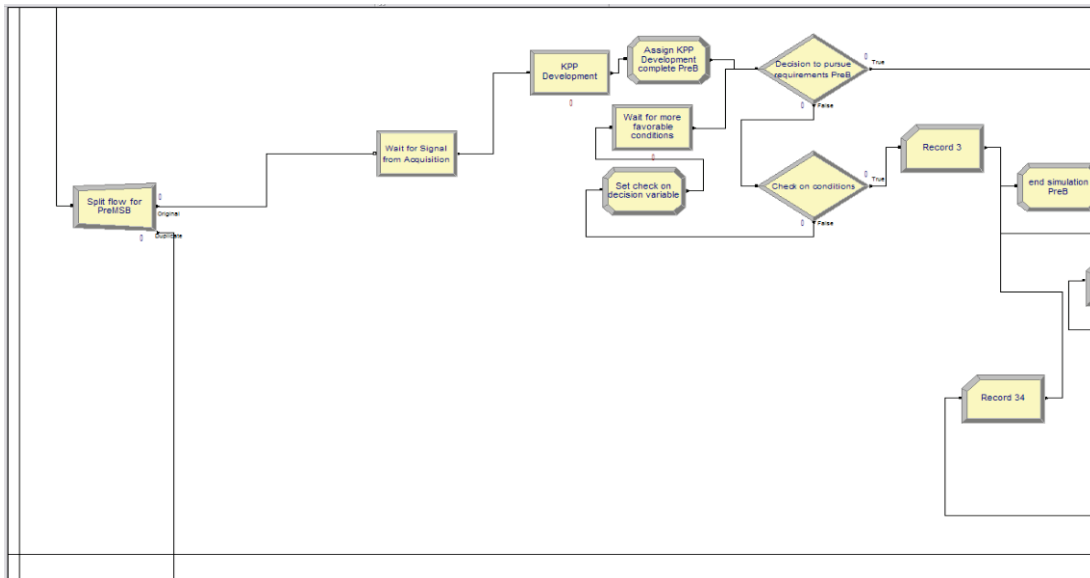 KPP
Development
Assign KPP
Development
complete PreB
Decision to pursue
requirements PreB
True
False
Wait for more
favorable
conditions
Wait for Signal
from Acquisition
Record 3
Set check on
decision variable
Check on conditions
True
False
end simulation
PreB
Split flow for
PreMSB
Original
Duplicate
Record 34